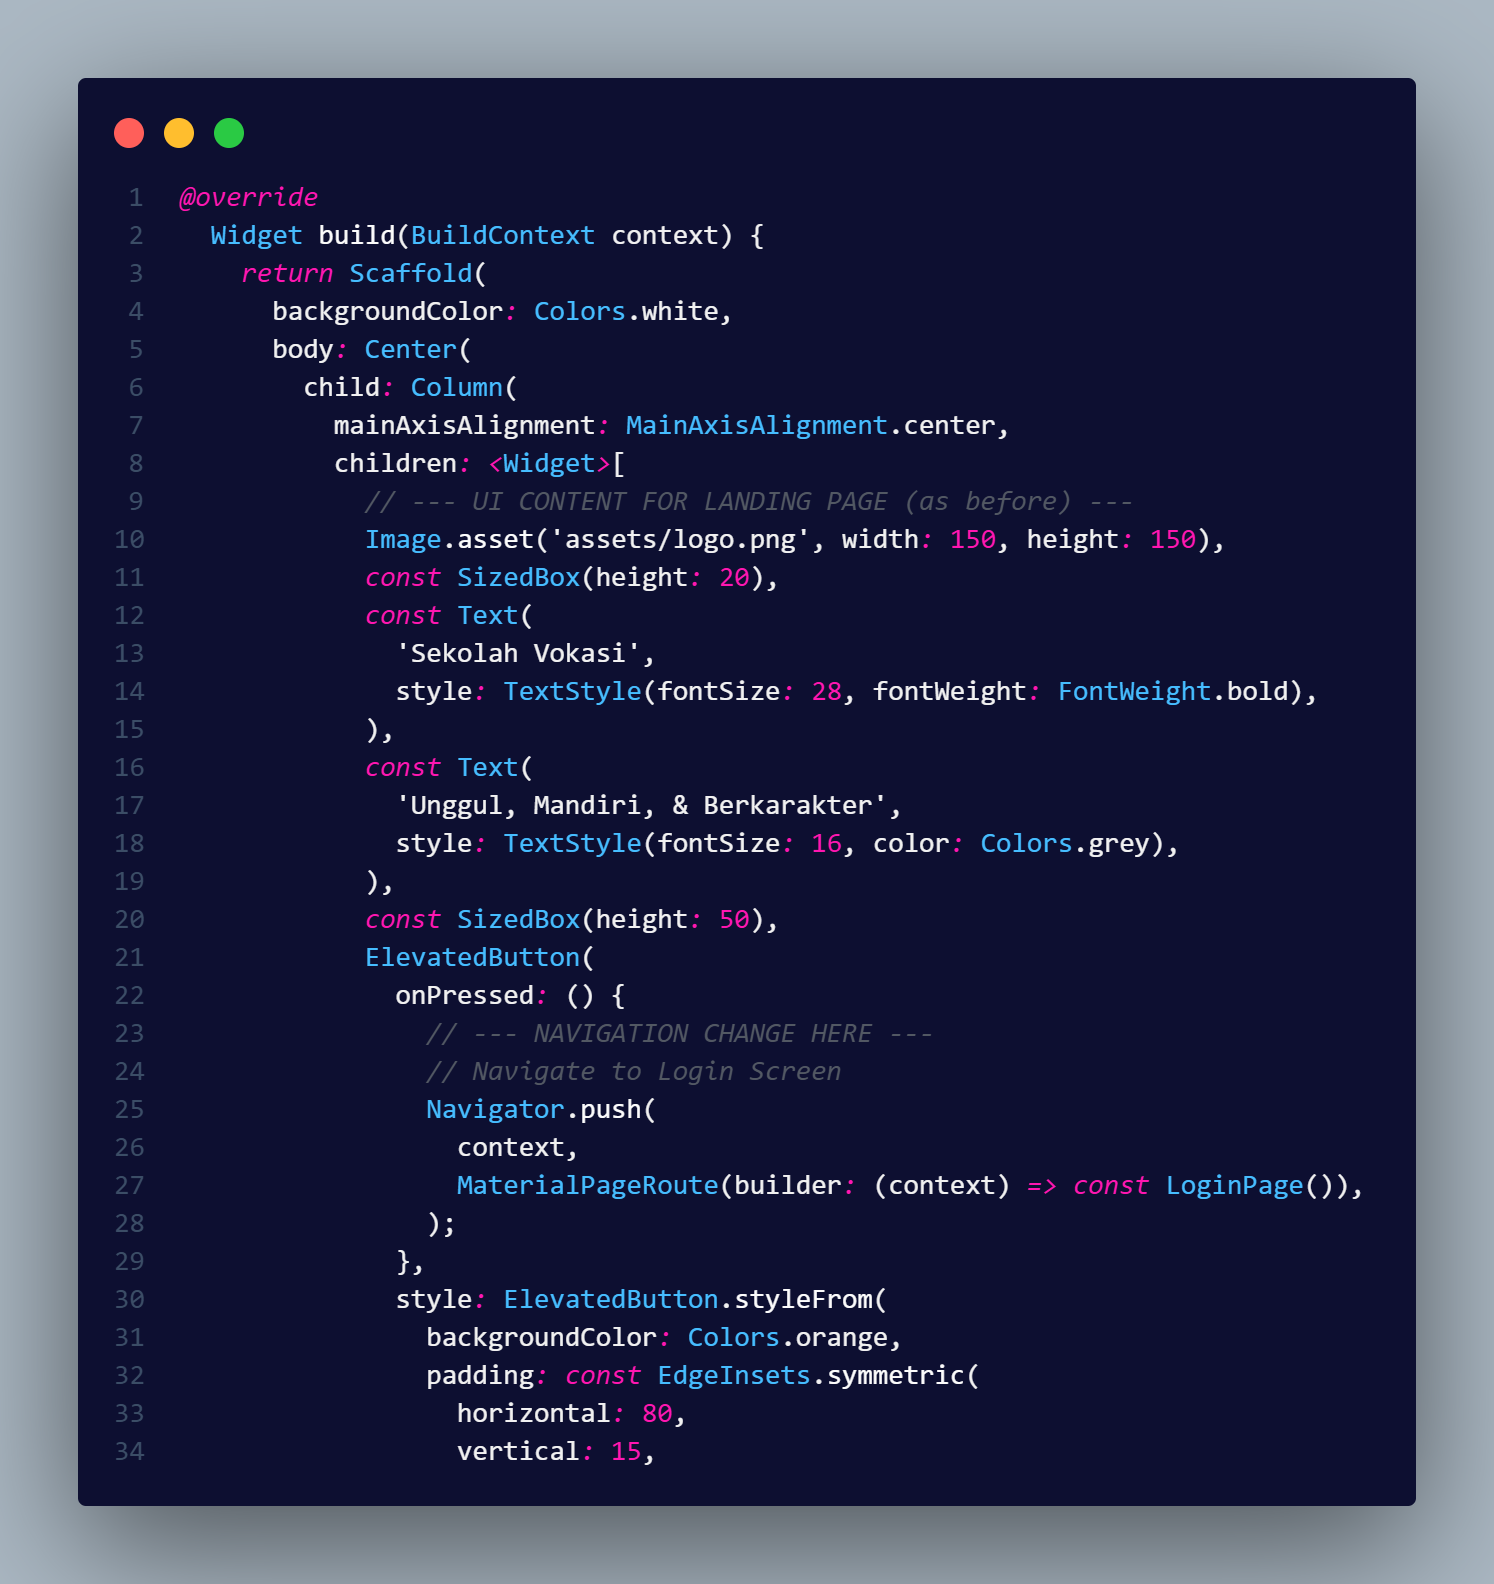 1 @override
2   Widget build(BuildContext context) {
3     return Scaffold(
4       backgroundColor: Colors.white,
5       body: Center(
6         child: Column(
7           mainAxisAlignment: MainAxisAlignment.center,
8           children: <Widget>[
9             // --- UI CONTENT FOR LANDING PAGE (as before) ---
10             Image.asset('assets/logo.png', width: 150, height: 150),
11             const SizedBox(height: 20),
12             const Text(
13               'Sekolah Vokasi',
14               style: TextStyle(fontSize: 28, fontWeight: FontWeight.bold),
15             ),
16             const Text(
17               'Unggul, Mandiri, & Berkarakter',
18               style: TextStyle(fontSize: 16, color: Colors.grey),
19             ),
20             const SizedBox(height: 50),
21             ElevatedButton(
22               onPressed: () {
23                 // --- NAVIGATION CHANGE HERE ---
24                 // Navigate to Login Screen
25                 Navigator.push(
26                   context,
27                   MaterialPageRoute(builder: (context) => const LoginPage()),
28                 );
29               },
30               style: ElevatedButton.styleFrom(
31                 backgroundColor: Colors.orange,
32                 padding: const EdgeInsets.symmetric(
33                   horizontal: 80,
34                   vertical: 15,